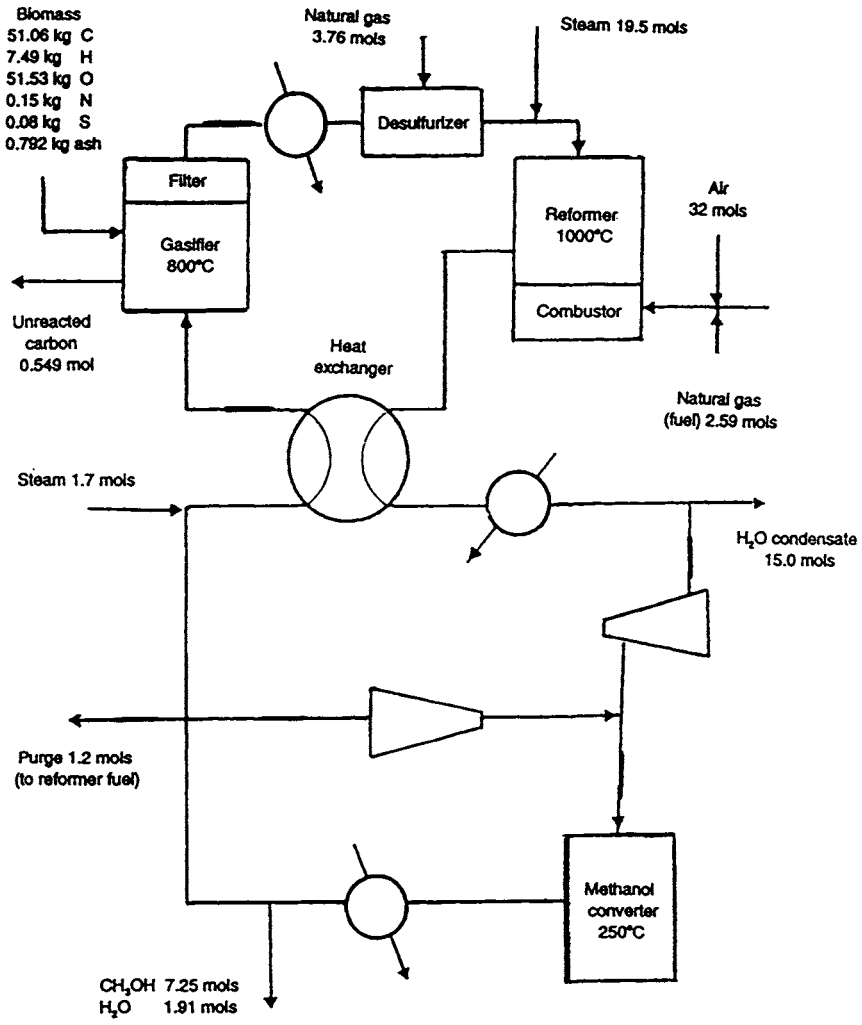 Biomass
51.06 kg C
7.49 kg H
51.53 kg O
0.15 kg N
0.08 kg S
0.792 kg ash
Natural gas
3.76 mols
Steam 19.5 mols
Desulfurizer
Filter
Gasifier
800°C
Reformer
1000°C
Combustor
Air
32 mols
Unreacted
carbon
0.549 mol
Heat
exchanger
Natural gas
(fuel) 2.59 mols
Steam 1.7 mols
H₂O condensate
15.0 mols
Purge 1.2 mols
(to reformer fuel)
Methanol
converter
250°C
CH₃OH 7.25 mols
H₂O 1.91 mols